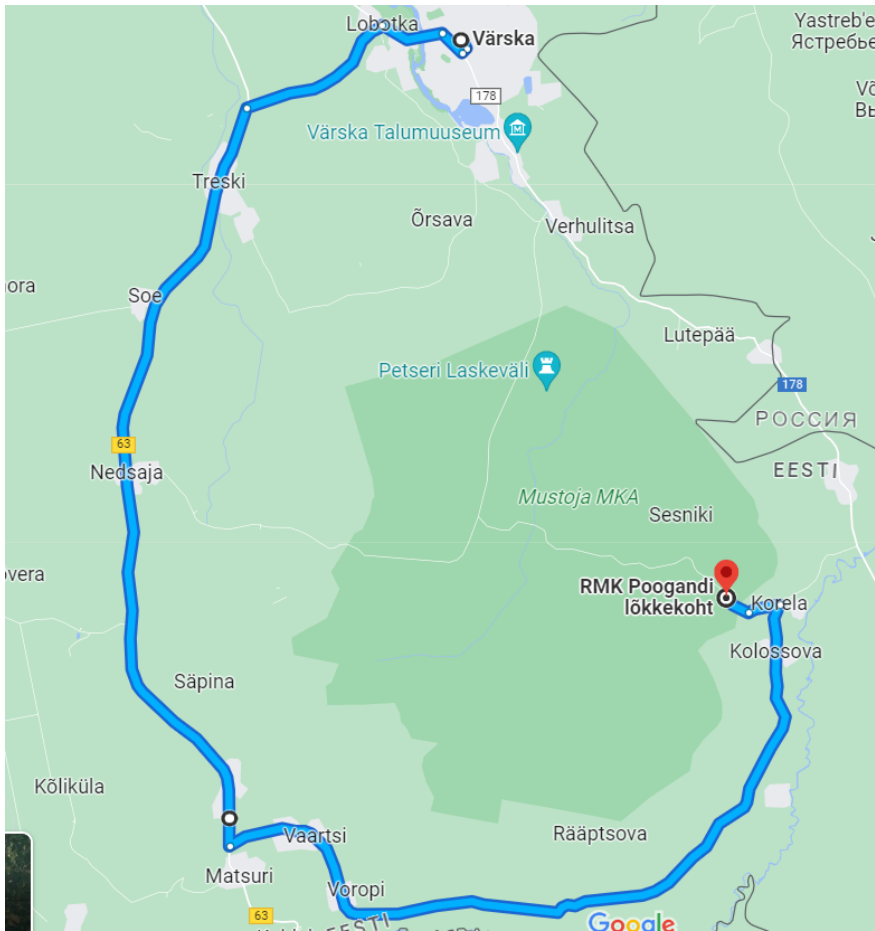 Lobotka
Värska
Yastreb'e
Ястребье
178
Värska Talumuuseum
Treski
Õrsava
Verhulitsa
Soe
Lutepää
Petseri Laskeväli
178
РОССИЯ
63
Nedsaja
EESTI
Mustoja MKA
Sesniki
RMK Poogandi
lõkkekoht
Korela
Kolossova
Säpina
Kõliküla
Vaartsi
Rääptsova
Matsuri
Voropi
63
EESTI
Google